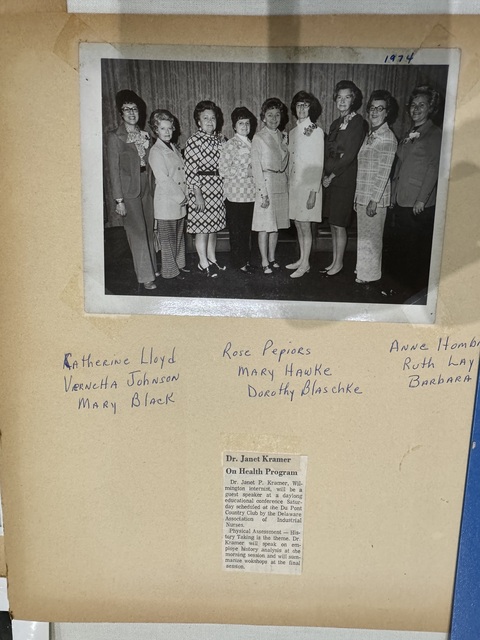 1974
Katherine Lloyd
Verncha Johnson
Mary Black
Rose Pepiors
Mary Hawke
Dorothy Blaschke
Anne
Ruth Lay
Barbara
Dr. Janet Kramer
On Health Program
Dr. Janet P. Kramer, Wil-
mington internist, will be a
guest speaker at a daylong
educational conference Satur-
day scheduled at the Du Pont
Country Club by the Delaware
Association of Industrial
Nurses.
Physical Assessment — His-
tory Taking is the theme. Dr.
Kramer will speak on em-
ploye history analysis at the
morning session and will sum-
marize workshops at the final
session.